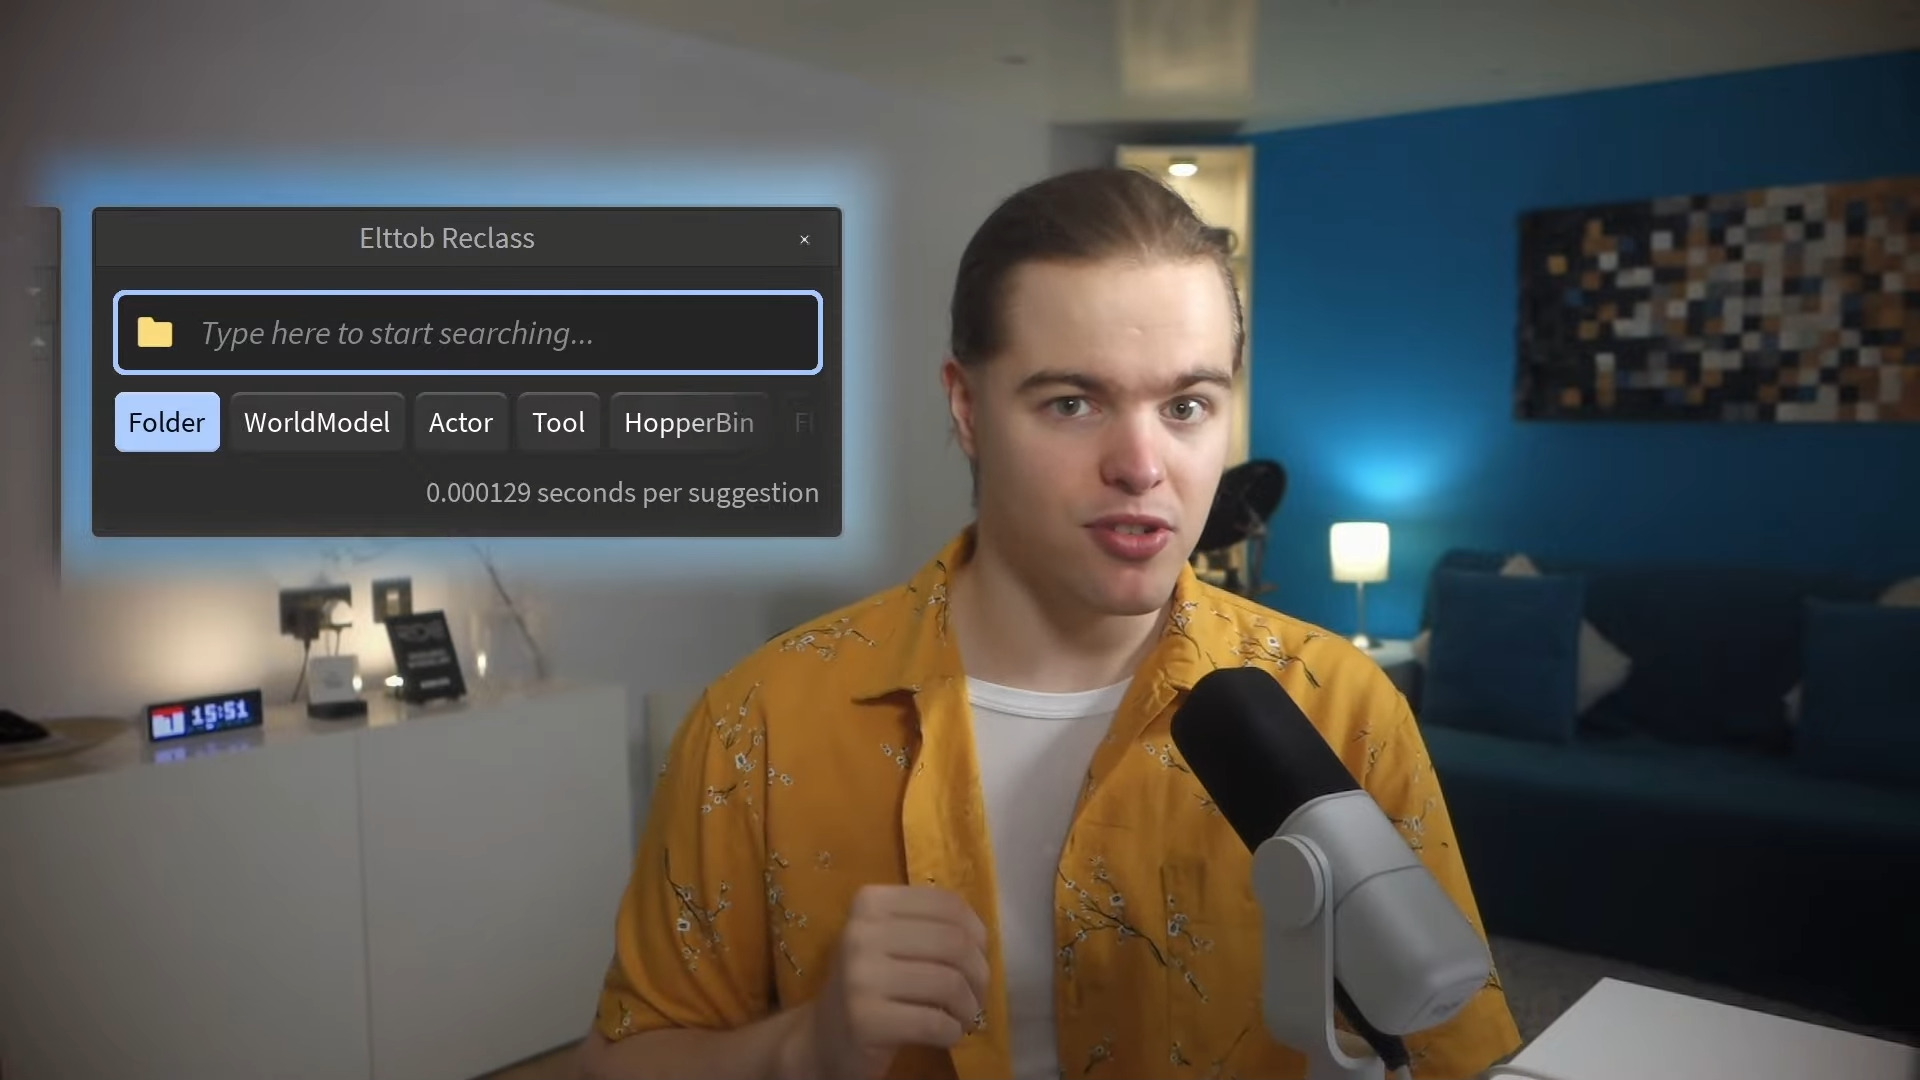 Elttob Reclass
Type here to start searching...
Folder WorldModel Actor Tool HopperBin
0.000129 seconds per suggestion
15:51